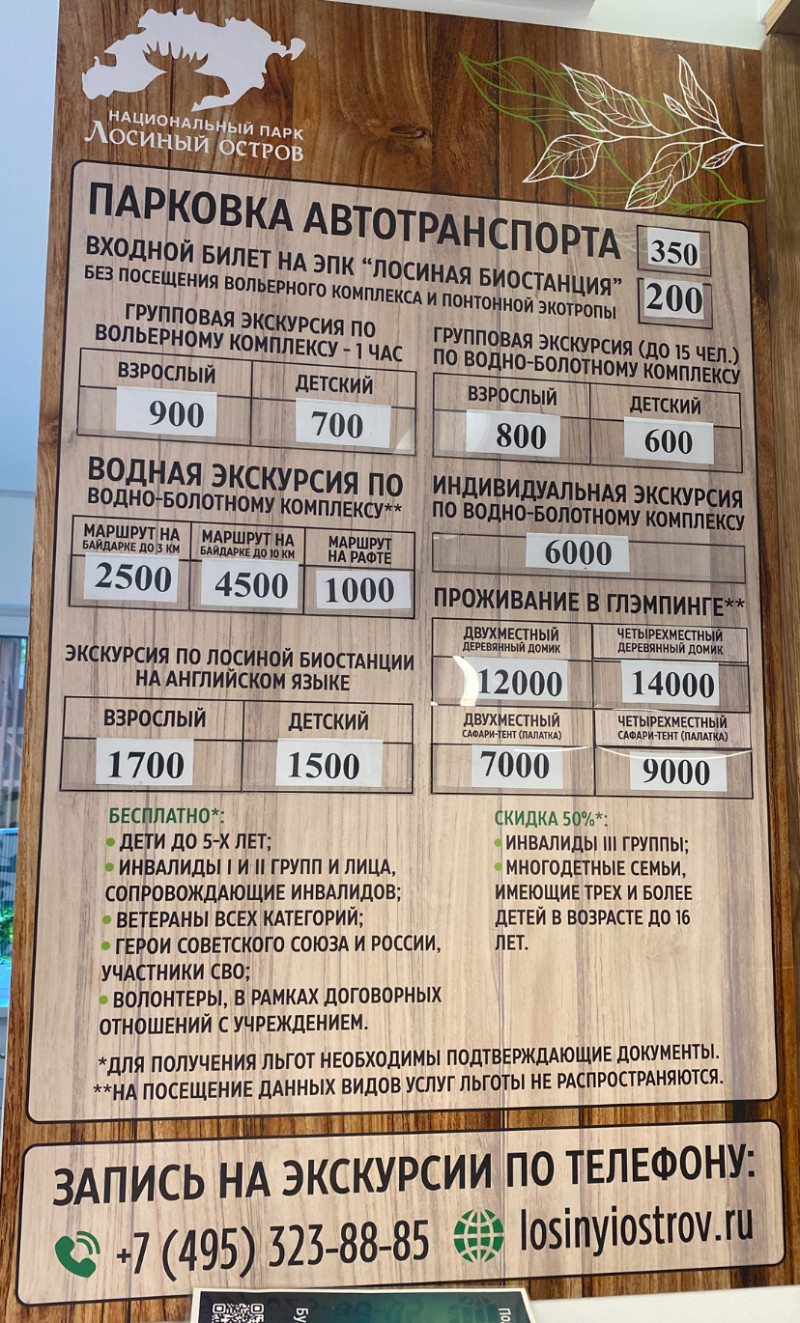 НАЦИОНАЛЬНЫЙ ПАРК
ЛОСИНЫЙ ОСТРОВ
ПАРКОВКА АВТОТРАНСПОРТА 350
ВХОДНОЙ БИЛЕТ НА ЭПК “ЛОСИНАЯ БИОСТАНЦИЯ”
БЕЗ ПОСЕЩЕНИЯ ВОЛЬЕРНОГО КОМПЛЕКСА И ПОНТОННОЙ ЭКОТРОПЫ 200
ГРУППОВАЯ ЭКСКУРСИЯ ПО
ВОЛЬЕРНОМУ КОМПЛЕКСУ - 1 ЧАС
ВЗРОСЛЫЙ ДЕТСКИЙ
900 700
ГРУППОВАЯ ЭКСКУРСИЯ (ДО 15 ЧЕЛ.)
ПО ВОДНО-БОЛОТНОМУ КОМПЛЕКСУ
ВЗРОСЛЫЙ ДЕТСКИЙ
800 600
ВОДНАЯ ЭКСКУРСИЯ ПО
ВОДНО-БОЛОТНОМУ КОМПЛЕКСУ**
МАРШРУТ НА МАРШРУТ НА МАРШРУТ
БАЙДАРКЕ ДО 3 КМ БАЙДАРКЕ ДО 10 КМ НА РАФТЕ
2500 4500 1000
ИНДИВИДУАЛЬНАЯ ЭКСКУРСИЯ
ПО ВОДНО-БОЛОТНОМУ КОМПЛЕКСУ
6000
ЭКСКУРСИЯ ПО ЛОСИНОЙ БИОСТАНЦИИ
НА АНГЛИЙСКОМ ЯЗЫКЕ
ВЗРОСЛЫЙ ДЕТСКИЙ
1700 1500
ПРОЖИВАНИЕ В ГЛЭМПИНГЕ**
ДВУХМЕСТНЫЙ ЧЕТЫРЕХМЕСТНЫЙ
ДЕРЕВЯННЫЙ ДОМИК ДЕРЕВЯННЫЙ ДОМИК
12000 14000
ДВУХМЕСТНЫЙ ЧЕТЫРЕХМЕСТНЫЙ
САФАРИ-ТЕНТ (ПАЛАТКА) САФАРИ-ТЕНТ (ПАЛАТКА)
7000 9000
БЕСПЛАТНО*:
• ДЕТИ ДО 5-Х ЛЕТ;
• ИНВАЛИДЫ I И II ГРУПП И ЛИЦА,
СОПРОВОЖДАЮЩИЕ ИНВАЛИДОВ;
• ВЕТЕРАНЫ ВСЕХ КАТЕГОРИЙ;
• ГЕРОИ СОВЕТСКОГО СОЮЗА И РОССИИ,
УЧАСТНИКИ СВО;
• ВОЛОНТЕРЫ, В РАМКАХ ДОГОВОРНЫХ
ОТНОШЕНИЙ С УЧРЕЖДЕНИЕМ.
СКИДКА 50%*:
• ИНВАЛИДЫ III ГРУППЫ;
• МНОГОДЕТНЫЕ СЕМЬИ,
ИМЕЮЩИЕ ТРЕХ И БОЛЕЕ
ДЕТЕЙ В ВОЗРАСТЕ ДО 16
ЛЕТ.
*ДЛЯ ПОЛУЧЕНИЯ ЛЬГОТ НЕОБХОДИМЫ ПОДТВЕРЖДАЮЩИЕ ДОКУМЕНТЫ.
**НА ПОСЕЩЕНИЕ ДАННЫХ ВИДОВ УСЛУГ ЛЬГОТЫ НЕ РАСПРОСТРАНЯЮТСЯ.
ЗАПИСЬ НА ЭКСКУРСИИ ПО ТЕЛЕФОНУ:
+7 (495) 323-88-85 losinyiostrov.ru